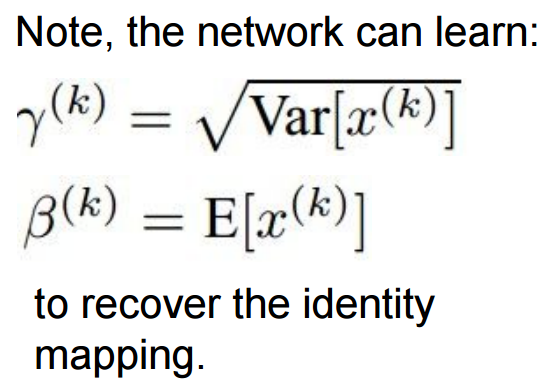 Note, the network can learn:
γ^(k) = √Var[x^(k)]
β^(k) = E[x^(k)]
to recover the identity
mapping.